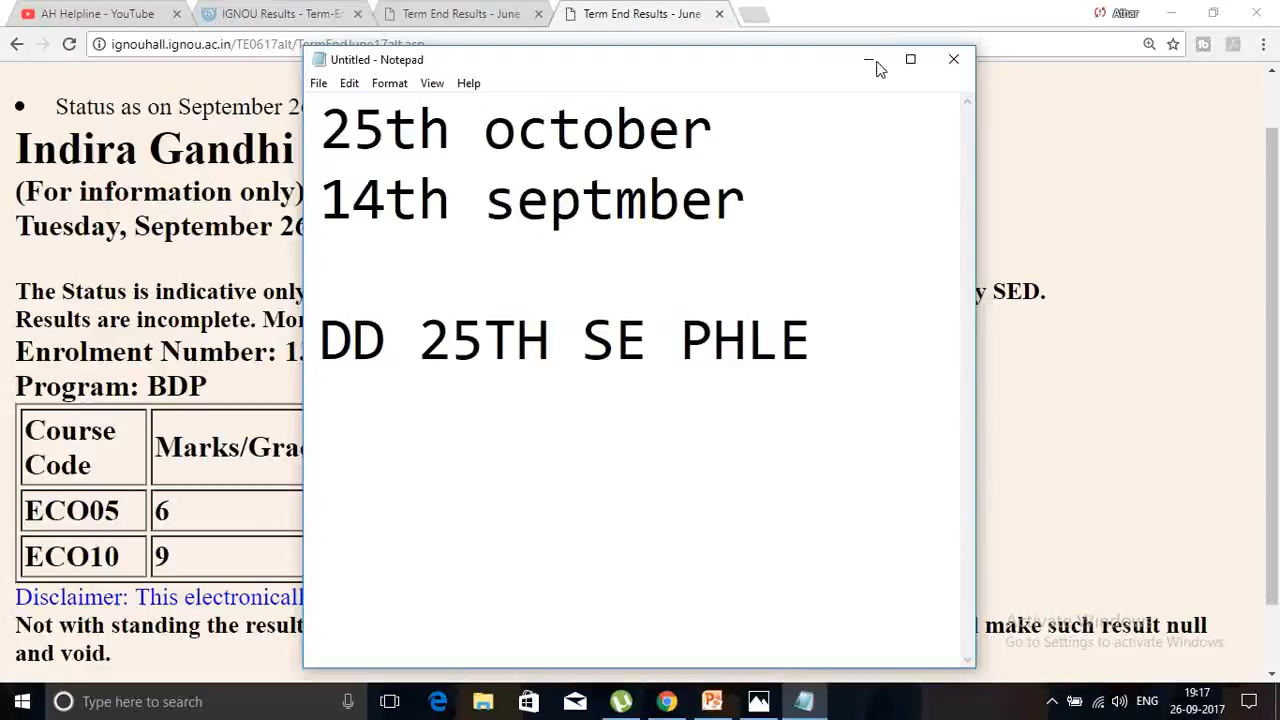 AH Helpline - YouTube
IGNOU Results - Term-E
Term End Results - June
Term End Results - June
Athar
ignouhall.ignou.ac.in/TE0617alt/TermEndJune17alt.asp
Untitled - Notepad
File Edit Format View Help
25th october
14th septmber
DD 25TH SE PHLE
Status as on September 26
Indira Gandhi
(For information only)
Tuesday, September 26
The Status is indicative only
y SED.
Results are incomplete. Mor
Enrolment Number: 1
Program: BDP
Course Code
Marks/Gra
ECO05 6
ECO10 9
Disclaimer: This electronicall
Not with standing the result
make such result null
and void.
Activate Windows
Go to Settings to activate Windows
Type here to search
ENG
19:17
26-09-2017